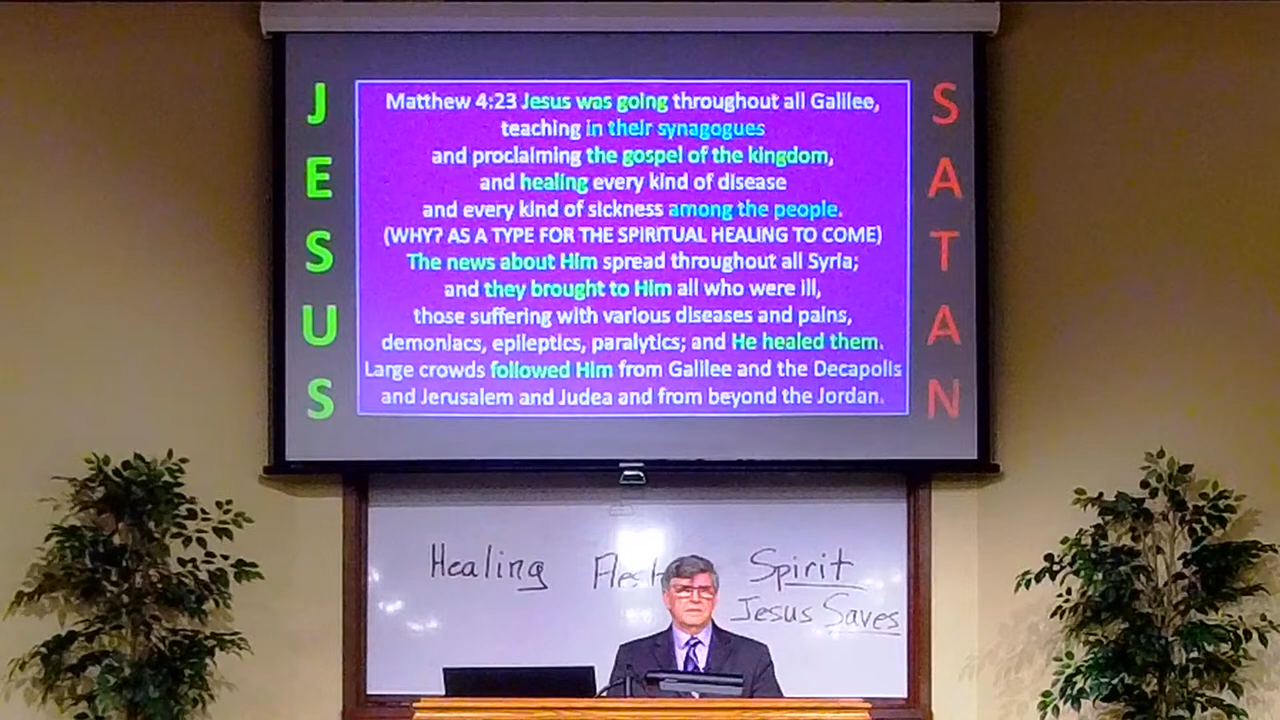 JESUS
Matthew 4:23 Jesus was going throughout all Galilee,
teaching in their synagogues
and proclaiming the gospel of the kingdom,
and healing every kind of disease
and every kind of sickness among the people.
(WHY? AS A TYPE FOR THE SPIRITUAL HEALING TO COME)
The news about Him spread throughout all Syria;
and they brought to Him all who were ill,
those suffering with various diseases and pains,
demoniacs, epileptics, paralytics; and He healed them.
Large crowds followed Him from Galilee and the Decapolis
and Jerusalem and Judea and from beyond the Jordan.
SATAN
Healing
Spirit
Jesus Saves